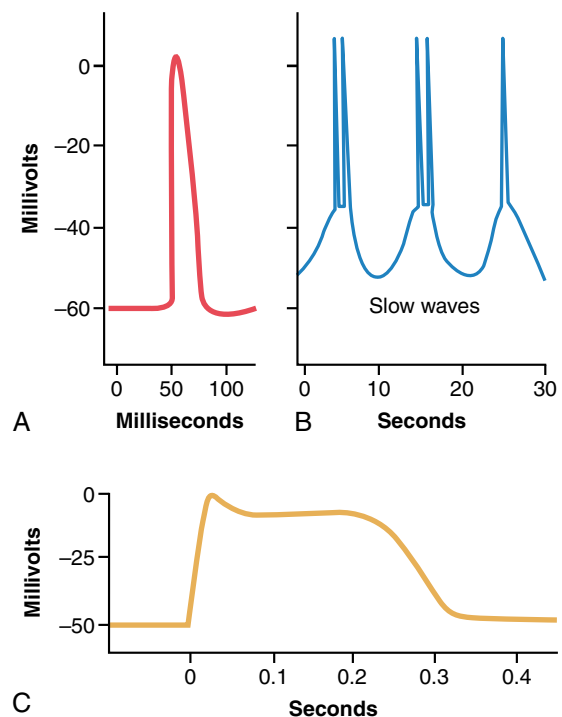 0
–20
–40
–60
Millivolts
0 50 100
Milliseconds
A
Slow waves
0 10 20 30
Seconds
B
0
–25
–50
Millivolts
0 0.1 0.2 0.3 0.4
Seconds
C